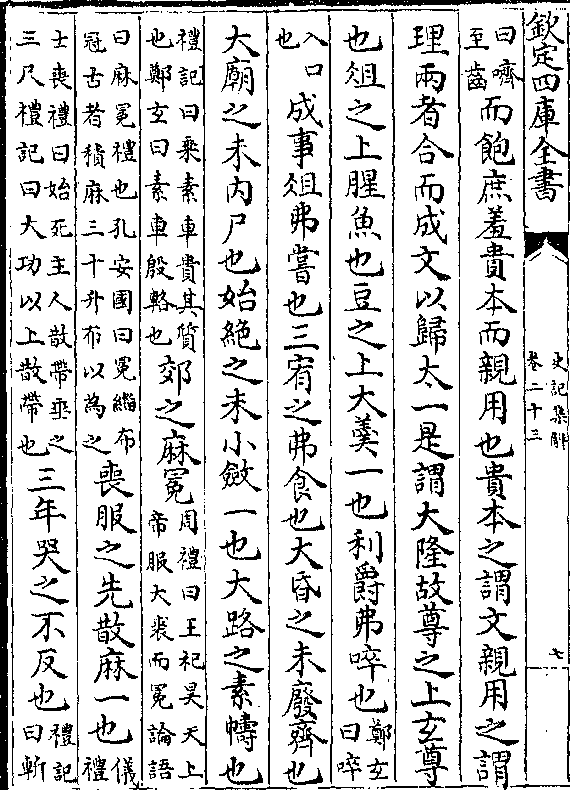 欽定四庫全書
史記集解
卷二十三
七
曰嚌至齒而飽庶羞貴本而親用也貴本之謂文親用之謂
理兩者合而成文以歸太一是謂大隆故尊之上玄尊
也俎之上腥魚也豆之上大羹一也利爵弗啐也鄭玄曰啐
入口也成事俎弗嘗也三宥之弗食也大昏之未廢齊也
大廟之未内尸也始絶之未小斂一也大路之素幬也
禮記曰乗素車貴其質也鄭玄曰素車殷輅也郊之麻冕周禮曰王祀昊天上帝服大裘而冕論語
曰麻冕禮也孔安國曰冕緇布冠古者績麻三十升布以為之喪服之先散麻一也儀禮
士喪禮曰始死主人散帶垂之三尺禮記曰大功以上散帶也三年哭之不反也禮記曰斬